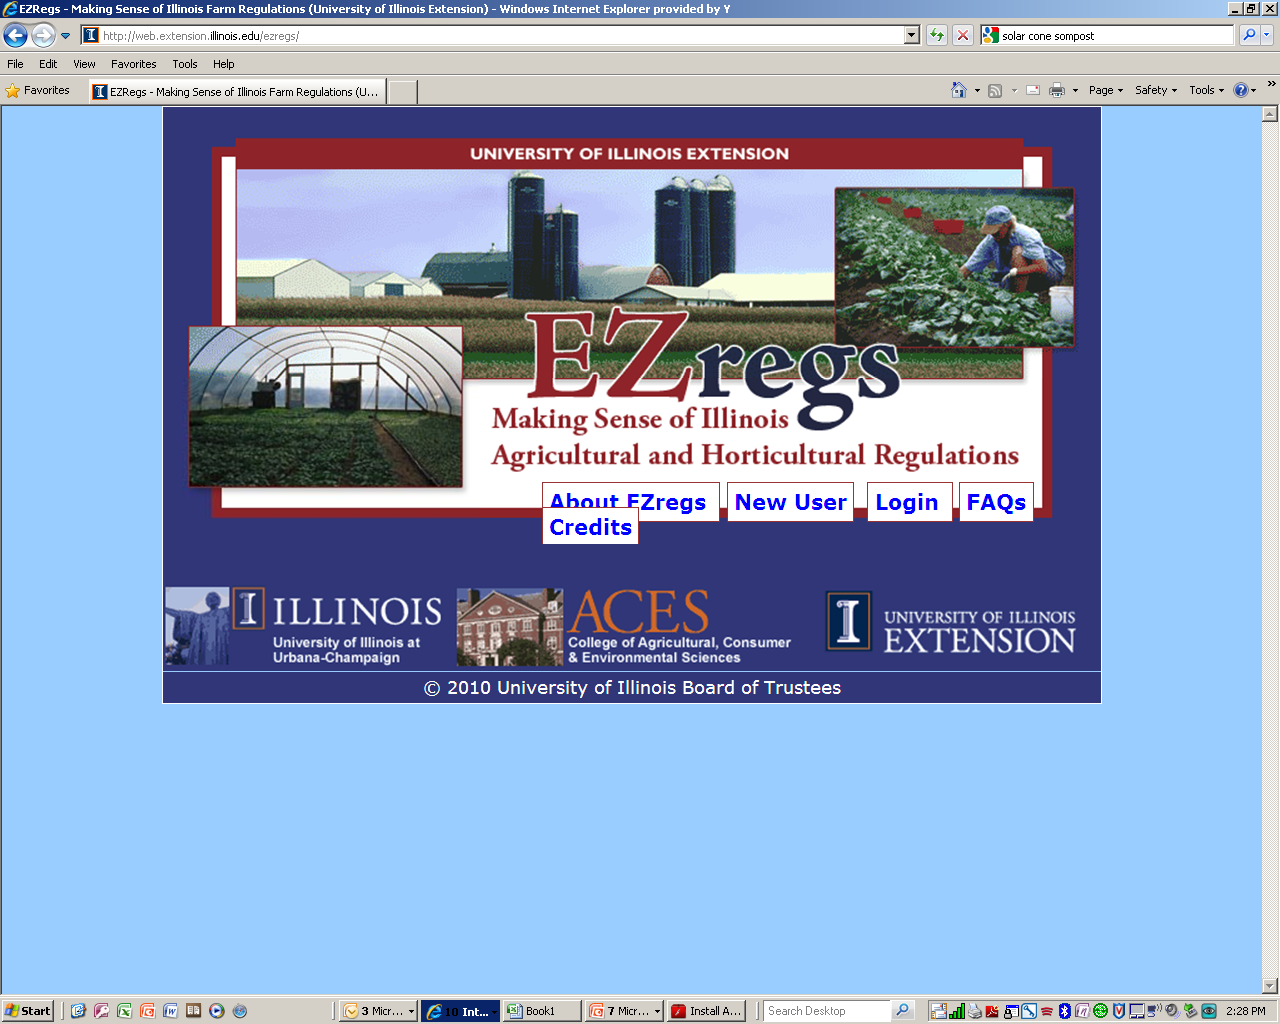 EZRegs - Making Sense of Illinois Farm Regulations (University of Illinois Extension) - Windows Internet Explorer provided by Y
http://web.extension.illinois.edu/ezregs/
solar cone sompost
File Edit View Favorites Tools Help
Favorites
EZRegs - Making Sense of Illinois Farm Regulations (U...
Page Safety Tools
UNIVERSITY OF ILLINOIS EXTENSION
EZregs
Making Sense of Illinois
Agricultural and Horticultural Regulations
About EZregs New User Login FAQs
Credits
I ILLINOIS
University of Illinois at
Urbana-Champaign
ACES
College of Agricultural, Consumer
& Environmental Sciences
I UNIVERSITY OF ILLINOIS
EXTENSION
© 2010 University of Illinois Board of Trustees
Start 3 Micr... 10 Int... Book1 7 Micr... Install A... Search Desktop 2:28 PM